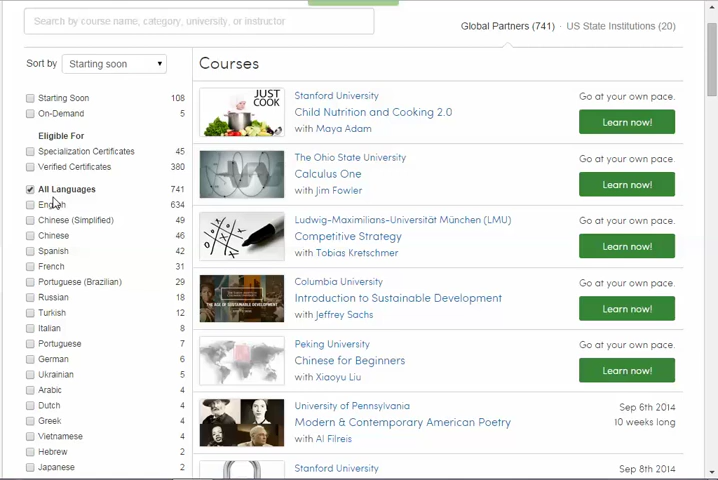 Search by course name, category, university, or instructor
Global Partners (741) · US State Institutions (20)
Sort by Starting soon
Courses
Starting Soon 108
On-Demand 5
Eligible For
Specialization Certificates 45
Verified Certificates 380
All Languages 741
English 634
Chinese (Simplified) 49
Chinese 46
Spanish 42
French 31
Portuguese (Brazilian) 29
Russian 18
Turkish 12
Italian 8
Portuguese 7
German 6
Ukrainian 5
Arabic 4
Dutch 4
Greek 4
Vietnamese 4
Hebrew 2
Japanese 2
JUST
COOK
Stanford University
Child Nutrition and Cooking 2.0
with Maya Adam
Go at your own pace.
Learn now!
The Ohio State University
Calculus One
with Jim Fowler
Go at your own pace.
Learn now!
Ludwig-Maximilians-Universität München (LMU)
Competitive Strategy
with Tobias Kretschmer
Go at your own pace.
Learn now!
THE AGE OF SUSTAINABLE DEVELOPMENT
Columbia University
Introduction to Sustainable Development
with Jeffrey Sachs
Go at your own pace.
Learn now!
Peking University
Chinese for Beginners
with Xiaoyu Liu
Go at your own pace.
Learn now!
University of Pennsylvania
Modern & Contemporary American Poetry
with Al Filreis
Sep 6th 2014
10 weeks long
Stanford University
Sep 8th 2014